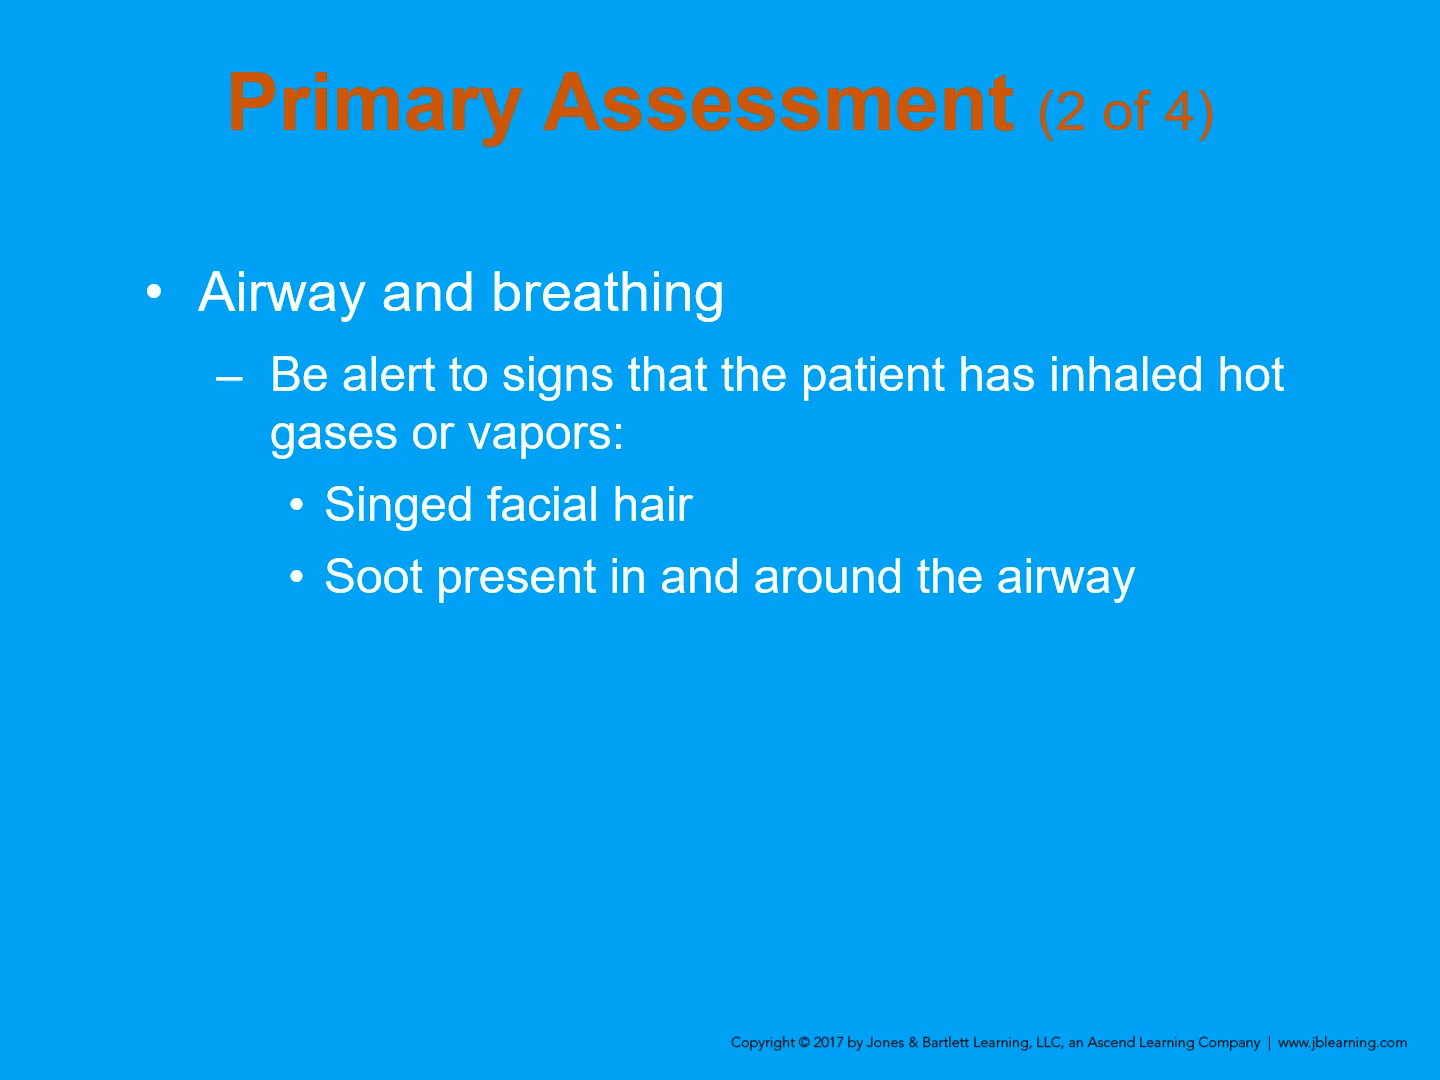 Primary Assessment (2 of 4)
• Airway and breathing
– Be alert to signs that the patient has inhaled hot
gases or vapors:
• Singed facial hair
• Soot present in and around the airway
Copyright © 2017 by Jones & Bartlett Learning, LLC, an Ascend Learning Company | www.jblearning.com